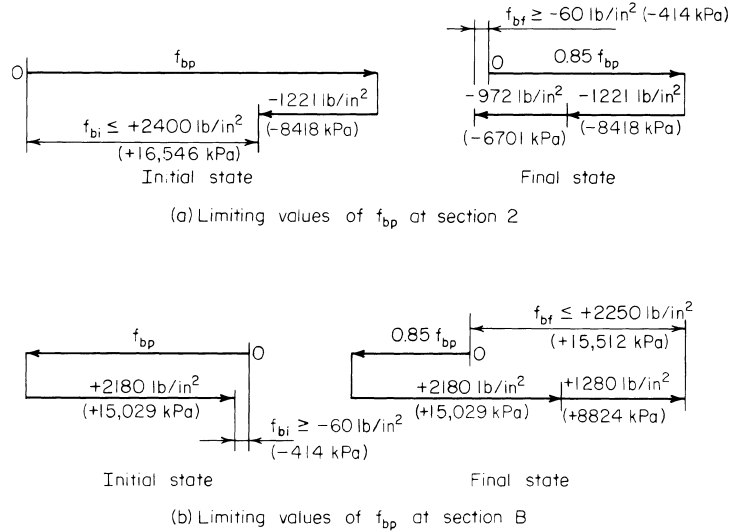 f_bf ≥ -60 lb/in² (-414 kPa)
f_bp
O
O 0.85 f_bp
-1221 lb/in²
(-8418 kPa)
-972 lb/in² -1221 lb/in²
(-6701 kPa) (-8418 kPa)
f_bi ≤ +2400 lb/in²
(+16,546 kPa)
Initial state
Final state
(a) Limiting values of f_bp at section 2
f_bf ≤ +2250 lb/in²
(+15,512 kPa)
f_bp
O
0.85 f_bp
O
+2180 lb/in²
(+15,029 kPa)
+2180 lb/in² +1280 lb/in²
(+15,029 kPa) (+8824 kPa)
f_bi ≥ -60 lb/in²
(-414 kPa)
Initial state
Final state
(b) Limiting values of f_bp at section B